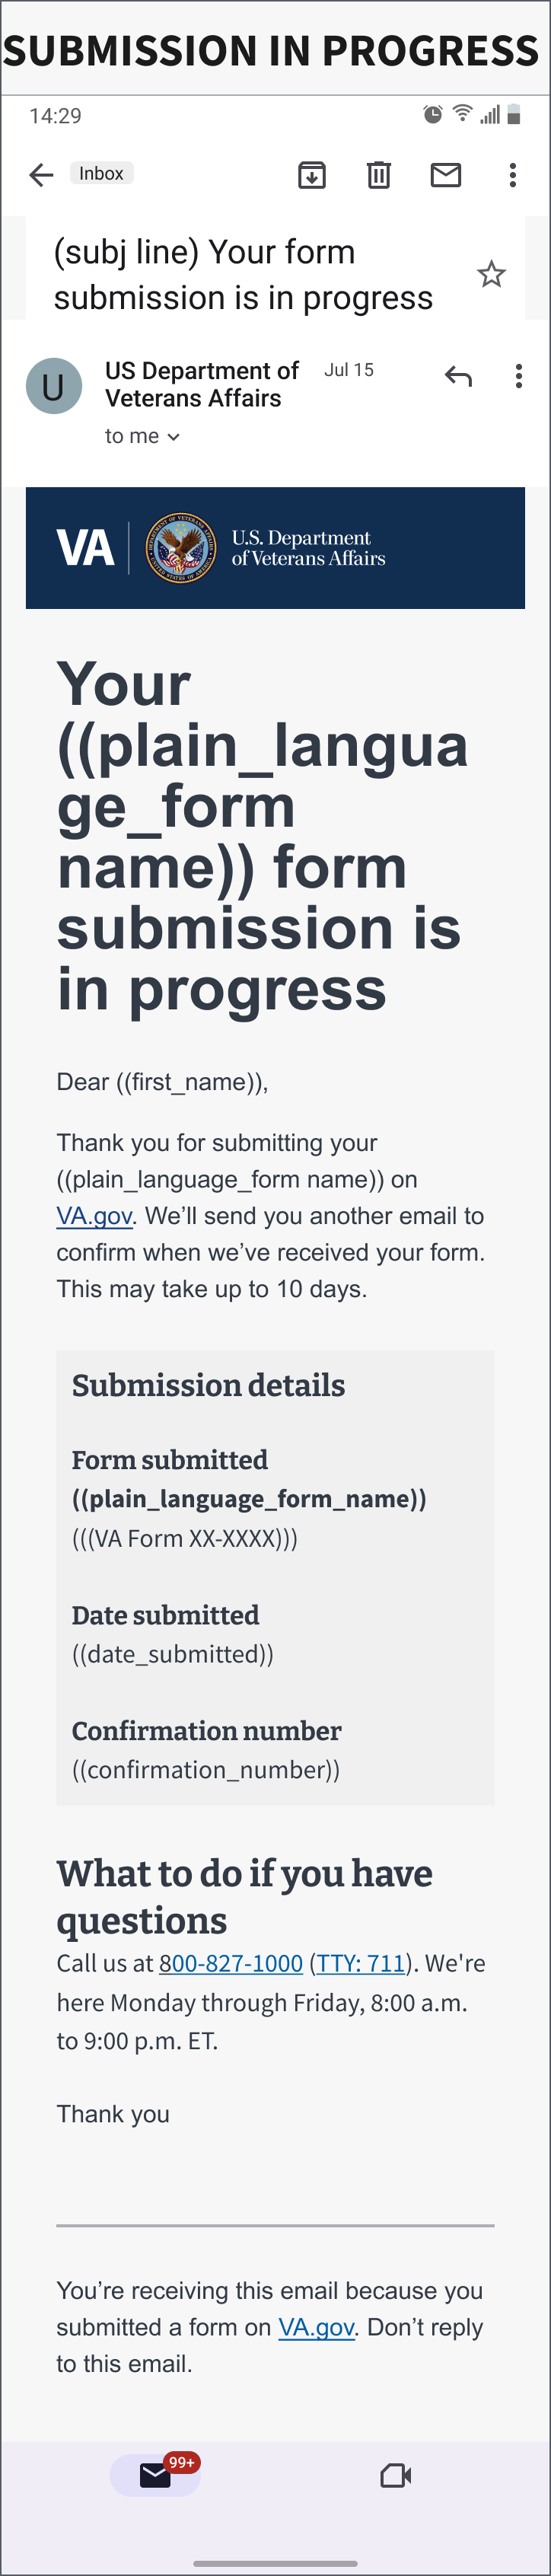 SUBMISSION IN PROGRESS
14:29
Inbox
(subj line) Your form
submission is in progress
U
US Department of
Veterans Affairs
Jul 15
to me
VA
U.S. Department
of Veterans Affairs
Your
((plain_langua
ge_form
name)) form
submission is
in progress
Dear ((first_name)),
Thank you for submitting your
((plain_language_form name)) on
VA.gov. We’ll send you another email to
confirm when we’ve received your form.
This may take up to 10 days.
Submission details
Form submitted
((plain_language_form_name))
(((VA Form XX-XXXX)))
Date submitted
((date_submitted))
Confirmation number
((confirmation_number))
What to do if you have
questions
Call us at 800-827-1000 (TTY: 711). We're
here Monday through Friday, 8:00 a.m.
to 9:00 p.m. ET.
Thank you
You’re receiving this email because you
submitted a form on VA.gov. Don’t reply
to this email.
99+